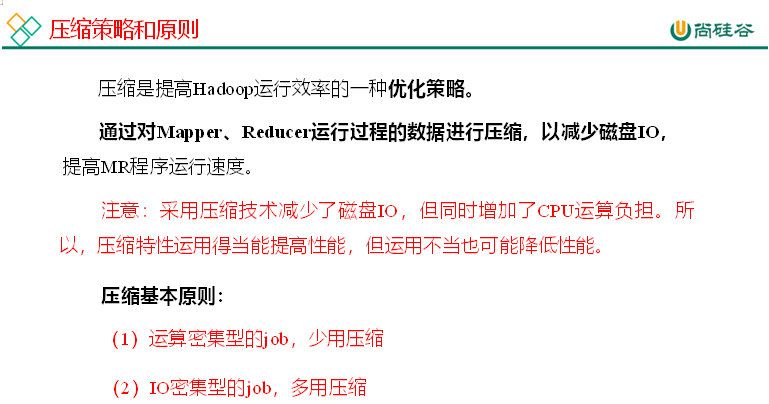 压缩策略和原则
尚硅谷
压缩是提高Hadoop运行效率的一种优化策略。
通过对Mapper、Reducer运行过程的数据进行压缩，以减少磁盘IO，
提高MR程序运行速度。
注意：采用压缩技术减少了磁盘IO，但同时增加了CPU运算负担。所
以，压缩特性运用得当能提高性能，但运用不当也可能降低性能。
压缩基本原则：
（1）运算密集型的job，少用压缩
（2）IO密集型的job，多用压缩